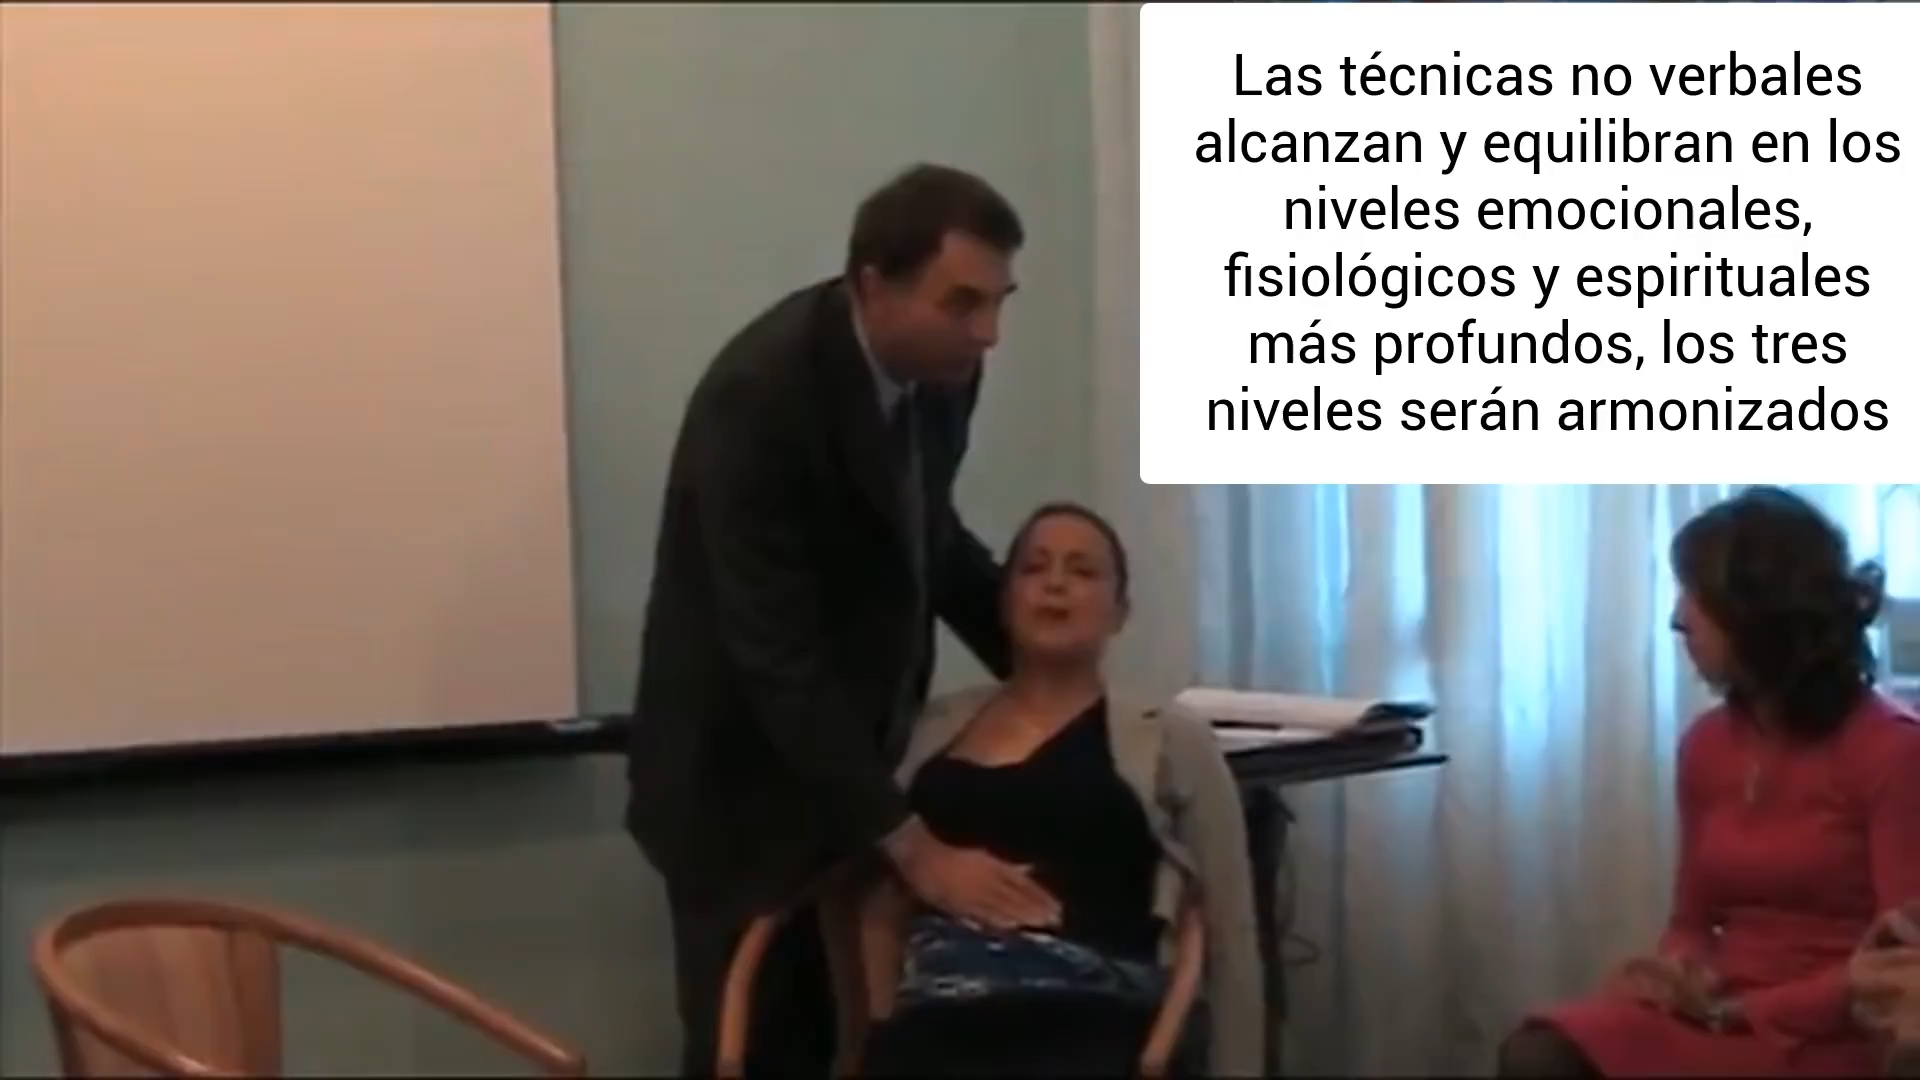 Las técnicas no verbales
alcanzan y equilibran en los
niveles emocionales,
fisiológicos y espirituales
más profundos, los tres
niveles serán armonizados